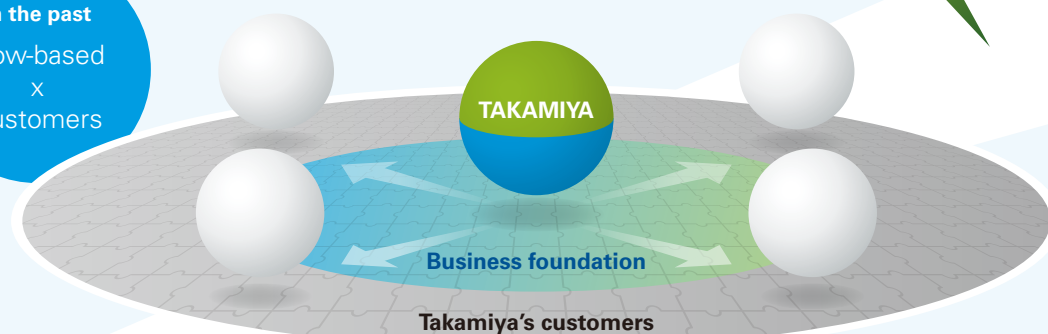 n the past
ow-based
x
ustomers
TAKAMIYA
Business foundation
Takamiya's customers